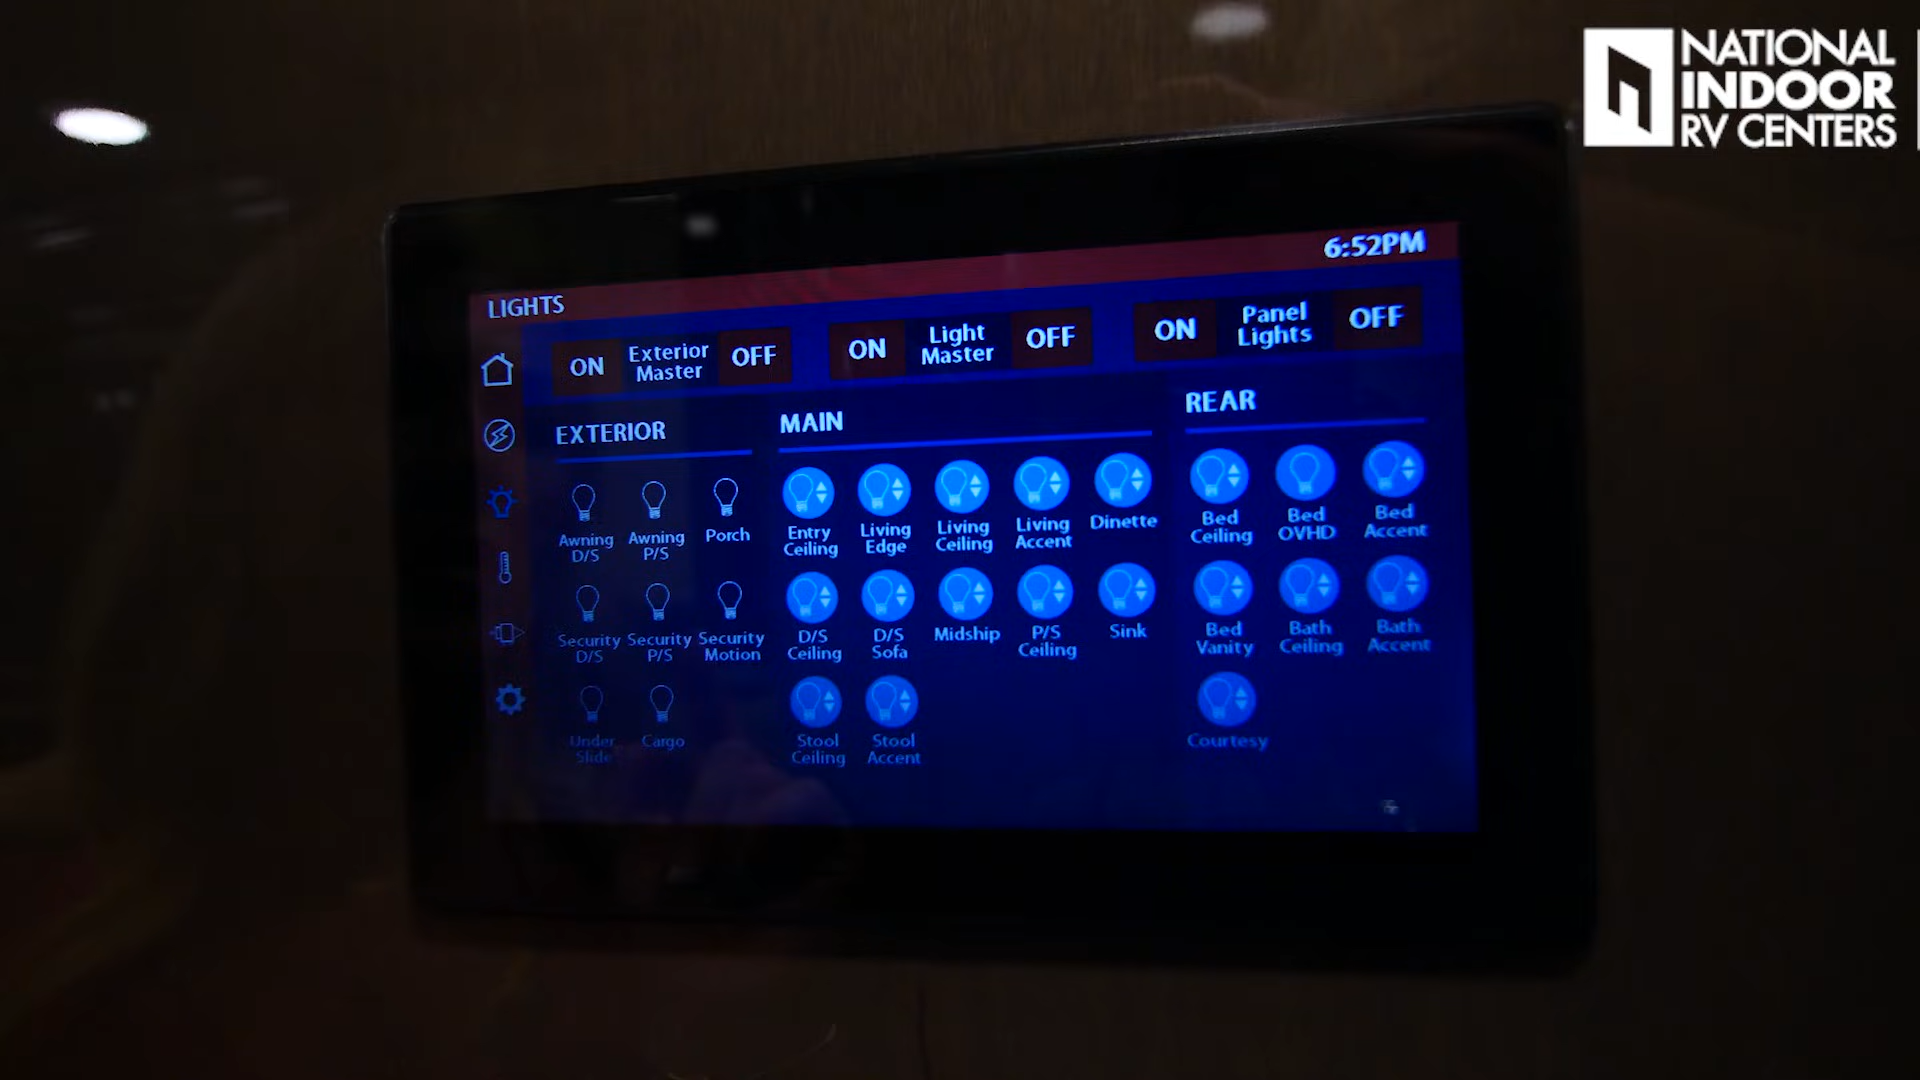 NATIONAL
INDOOR
RV CENTERS
6:52PM
LIGHTS
ON
Exterior
Master
OFF
ON
Light
Master
OFF
ON
Panel
Lights
OFF
EXTERIOR
Awning
D/S
Awning
P/S
Porch
Security
D/S
Security
P/S
Security
Motion
Under
Slide
Cargo
MAIN
Entry
Ceiling
Living
Edge
Living
Ceiling
Living
Accent
Dinette
D/S
Ceiling
D/S
Sofa
Midship
P/S
Ceiling
Sink
Stool
Ceiling
Stool
Accent
REAR
Bed
Ceiling
Bed
OVHD
Bed
Accent
Bed
Vanity
Bath
Ceiling
Bath
Accent
Courtesy